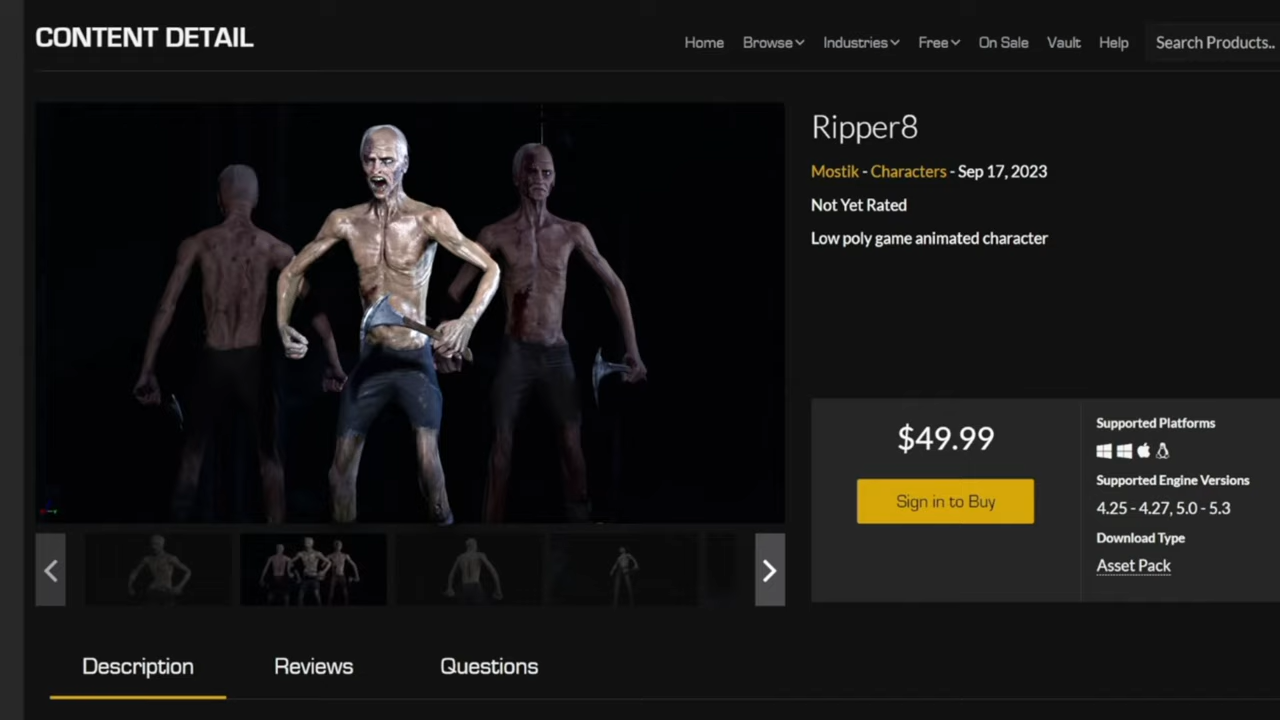 CONTENT DETAIL
Home Browse Industries Free On Sale Vault Help Search Products..
Ripper8
Mostik - Characters - Sep 17, 2023
Not Yet Rated
Low poly game animated character
$49.99
Sign in to Buy
Supported Platforms
Supported Engine Versions
4.25 - 4.27, 5.0 - 5.3
Download Type
Asset Pack
Description Reviews Questions